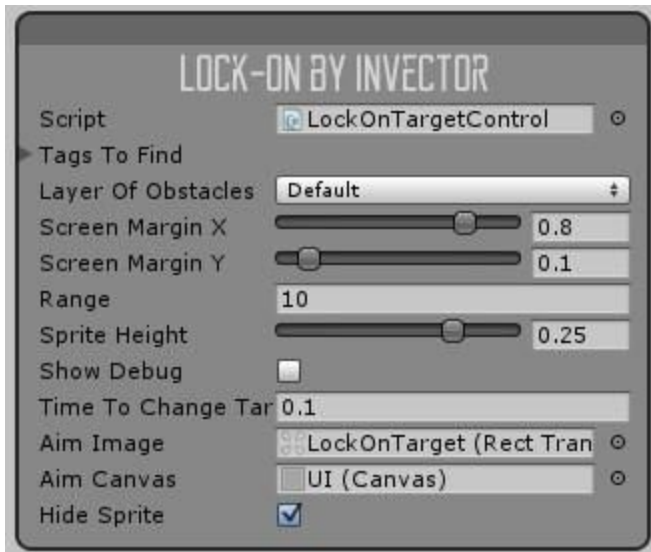 LOCK-ON BY INVECTOR
Script LockOnTargetControl
Tags To Find
Layer Of Obstacles Default
Screen Margin X 0.8
Screen Margin Y 0.1
Range 10
Sprite Height 0.25
Show Debug
Time To Change Tar 0.1
Aim Image LockOnTarget (Rect Tran
Aim Canvas UI (Canvas)
Hide Sprite